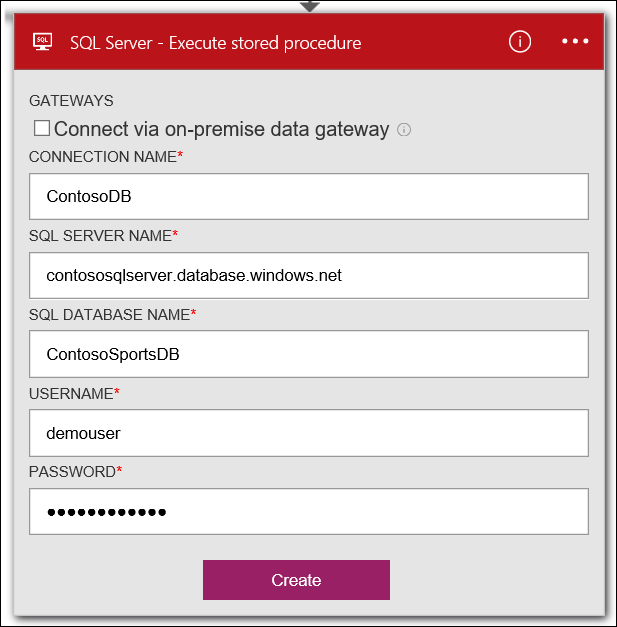 SQL
SQL Server - Execute stored procedure
GATEWAYS
Connect via on-premise data gateway
CONNECTION NAME*
ContosoDB
SQL SERVER NAME*
contososqlserver.database.windows.net
SQL DATABASE NAME*
ContosoSportsDB
USERNAME*
demouser
PASSWORD*
●●●●●●●●●●●●
Create